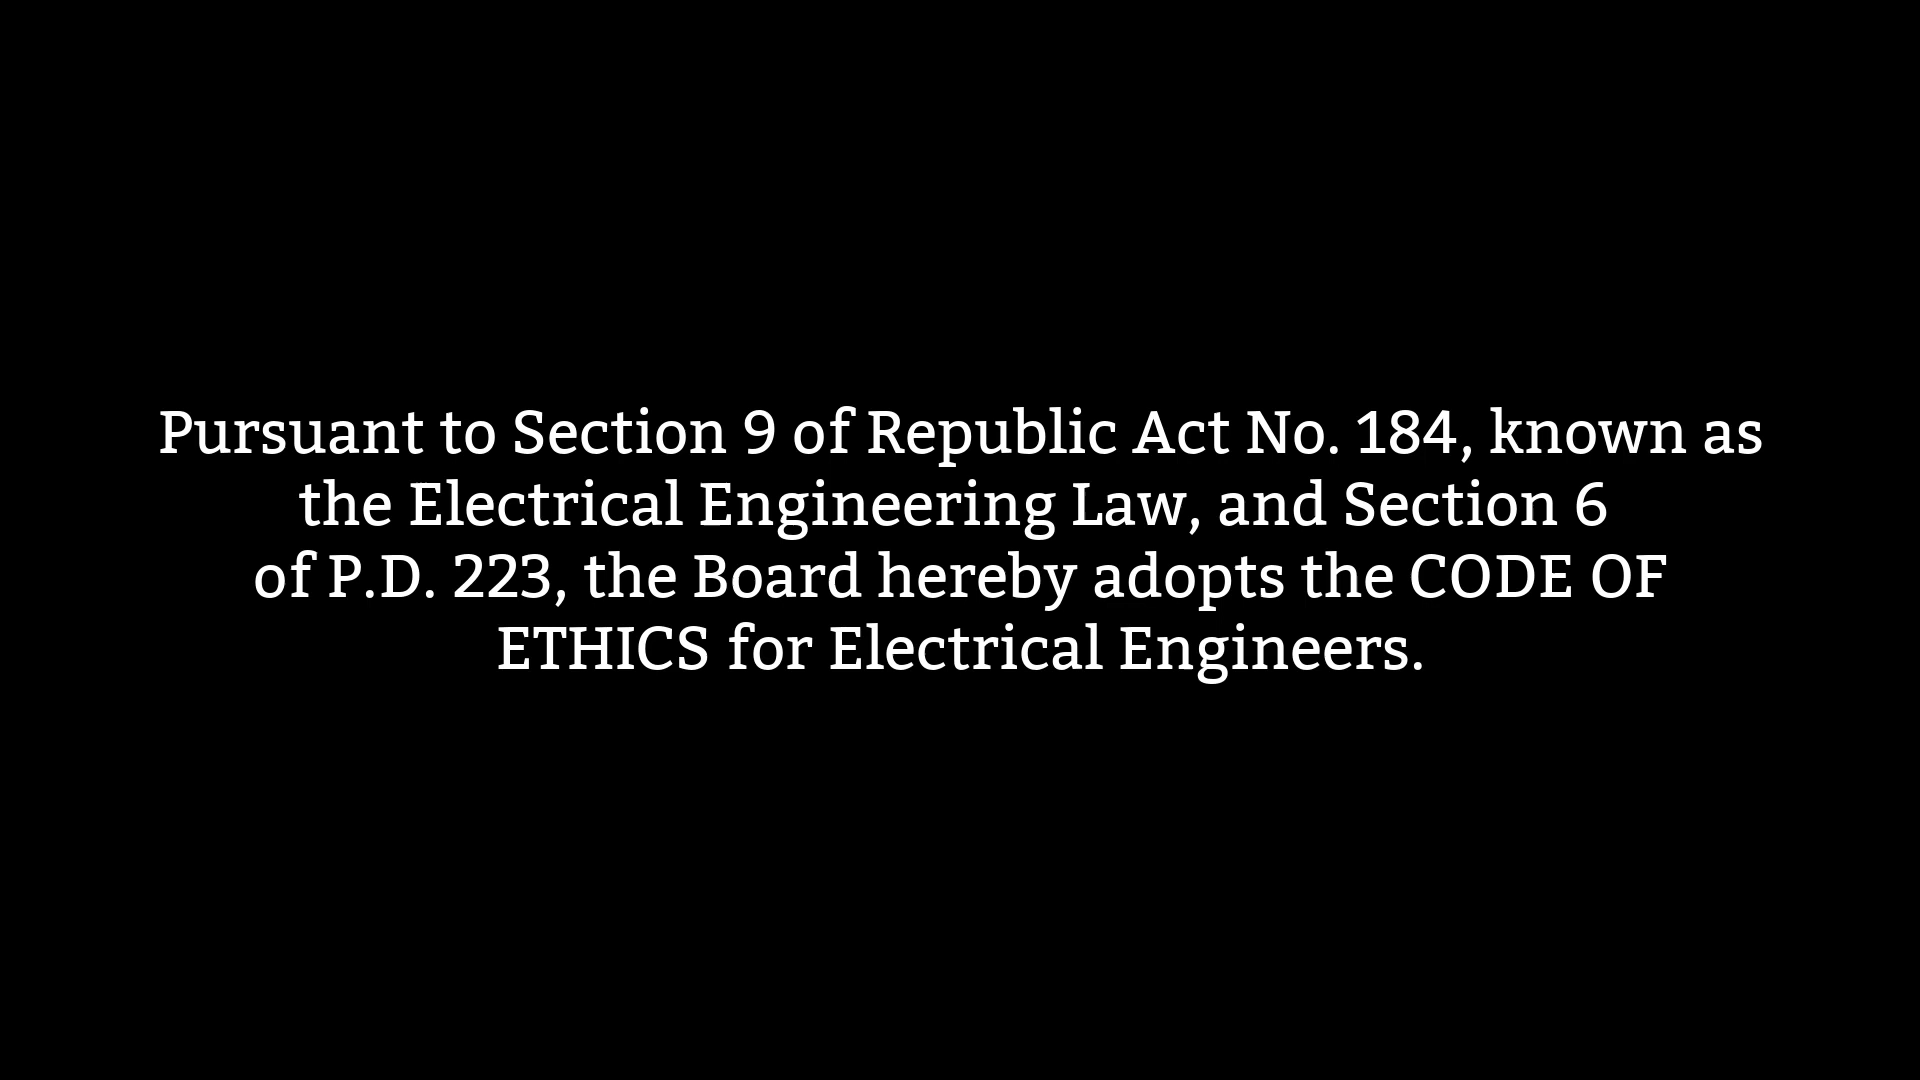 Pursuant to Section 9 of Republic Act No. 184, known as
the Electrical Engineering Law, and Section 6
of P.D. 223, the Board hereby adopts the CODE OF
ETHICS for Electrical Engineers.